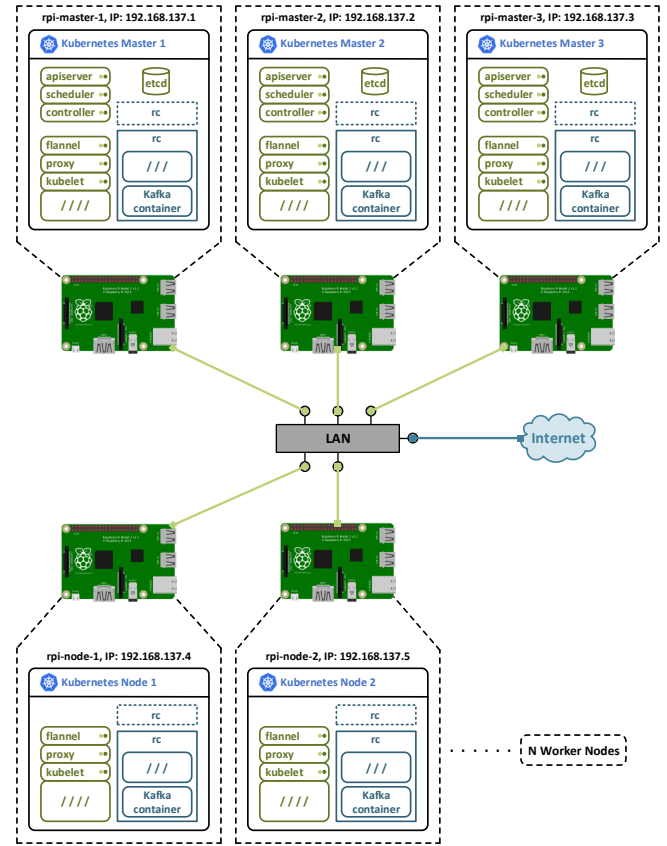 rpi-master-1, IP: 192.168.137.1
Kubernetes Master 1
apiserver
scheduler
controller
etcd
rc
flannel
proxy
kubelet
////
rc
///
Kafka
container
rpi-master-2, IP: 192.168.137.2
Kubernetes Master 2
apiserver
scheduler
controller
etcd
rc
flannel
proxy
kubelet
////
rc
///
Kafka
container
rpi-master-3, IP: 192.168.137.3
Kubernetes Master 3
apiserver
scheduler
controller
etcd
rc
flannel
proxy
kubelet
////
rc
///
Kafka
container
LAN
Internet
rpi-node-1, IP: 192.168.137.4
Kubernetes Node 1
rc
flannel
proxy
kubelet
////
rc
///
Kafka
container
rpi-node-2, IP: 192.168.137.5
Kubernetes Node 2
rc
flannel
proxy
kubelet
////
rc
///
Kafka
container
. . . . . .
N Worker Nodes